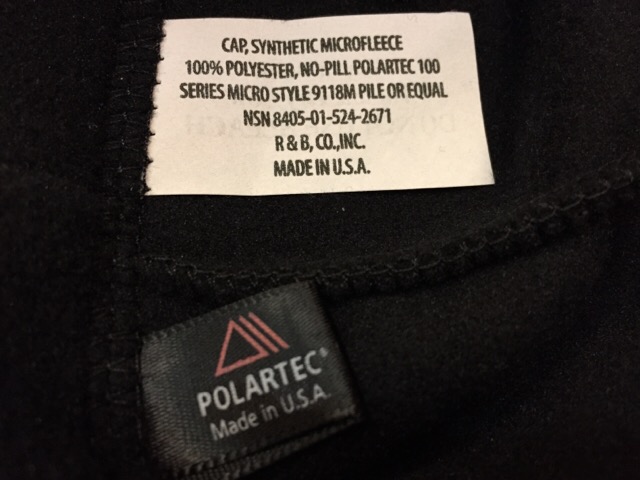 CAP, SYNTHETIC MICROFLEECE
100% POLYESTER, NO-PILL POLARTEC 100
SERIES MICRO STYLE 9118M PILE OR EQUAL
NSN 8405-01-524-2671
R & B, CO.,INC.
MADE IN U.S.A.
POLARTEC®
Made in U.S.A.